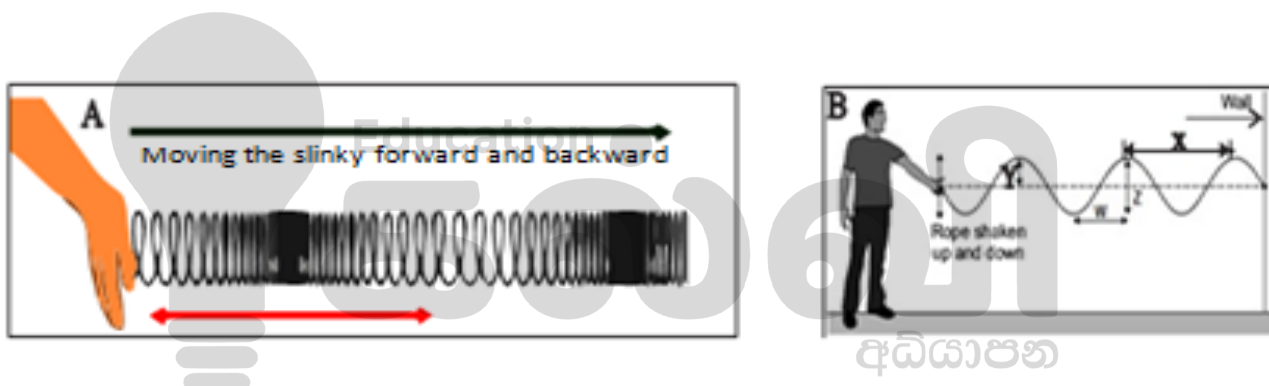 A
Moving the slinky forward and backward
B
Wall
X
Y
Z
W
Rope shaken
up and down
Education
අධ්‍යාපන